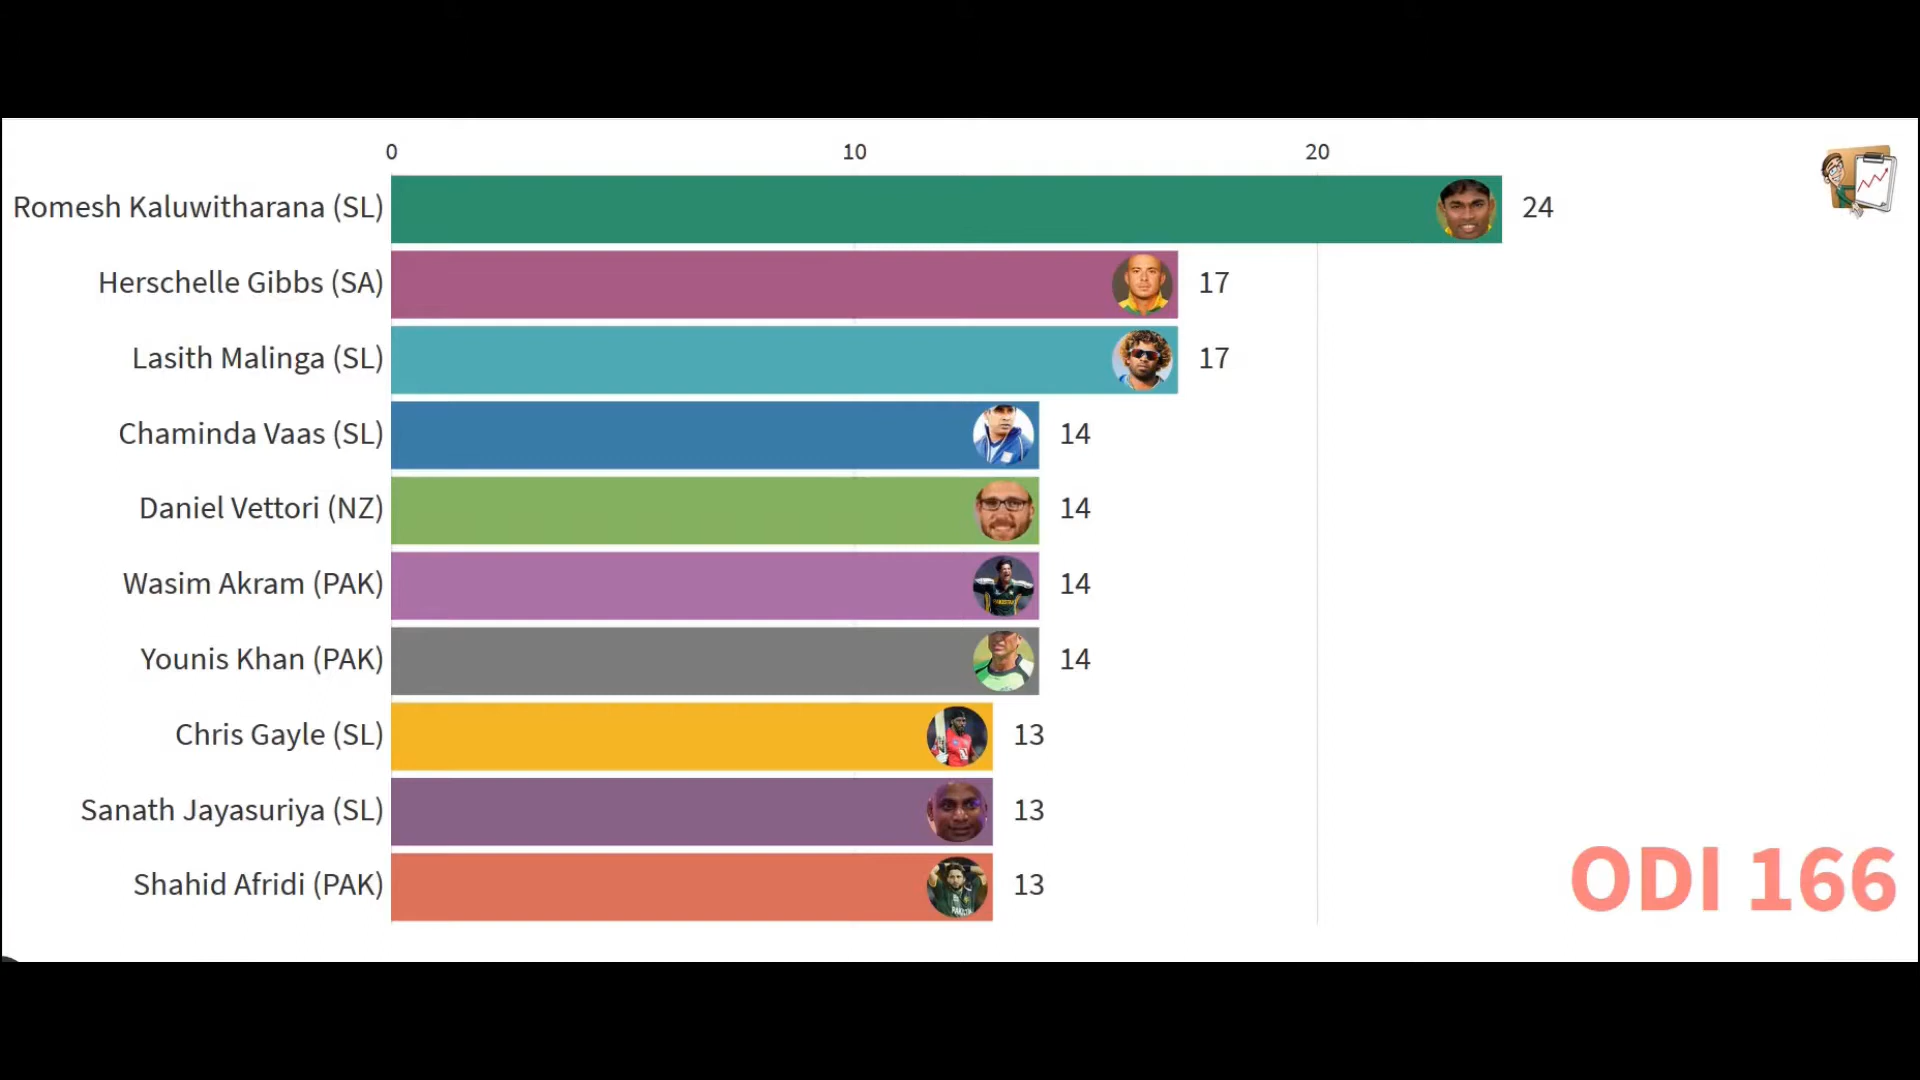 0 10 20
Romesh Kaluwitharana (SL) 24
Herschelle Gibbs (SA) 17
Lasith Malinga (SL) 17
Chaminda Vaas (SL) 14
Daniel Vettori (NZ) 14
Wasim Akram (PAK) 14
Younis Khan (PAK) 14
Chris Gayle (SL) 13
Sanath Jayasuriya (SL) 13
Shahid Afridi (PAK) 13
ODI 166